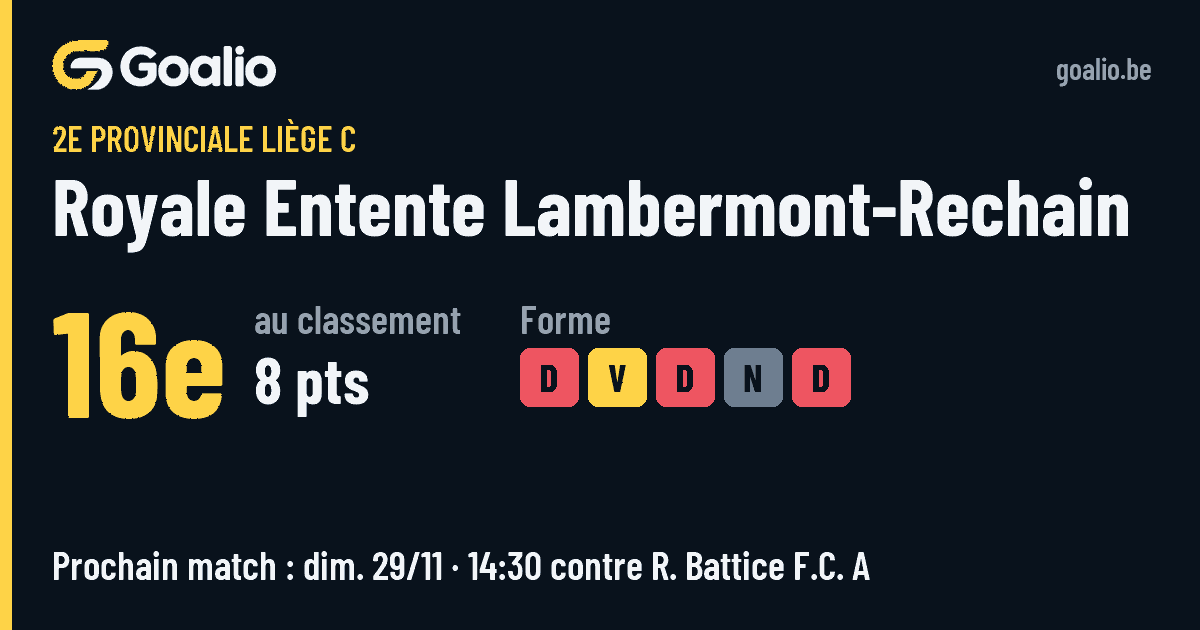 Goalio
goalio.be
2E PROVINCIALE LIÈGE C
Royale Entente Lambermont-Rechain
16e
au classement
8 pts
Forme
D V D N D
Prochain match : dim. 29/11 · 14:30 contre R. Battice F.C. A